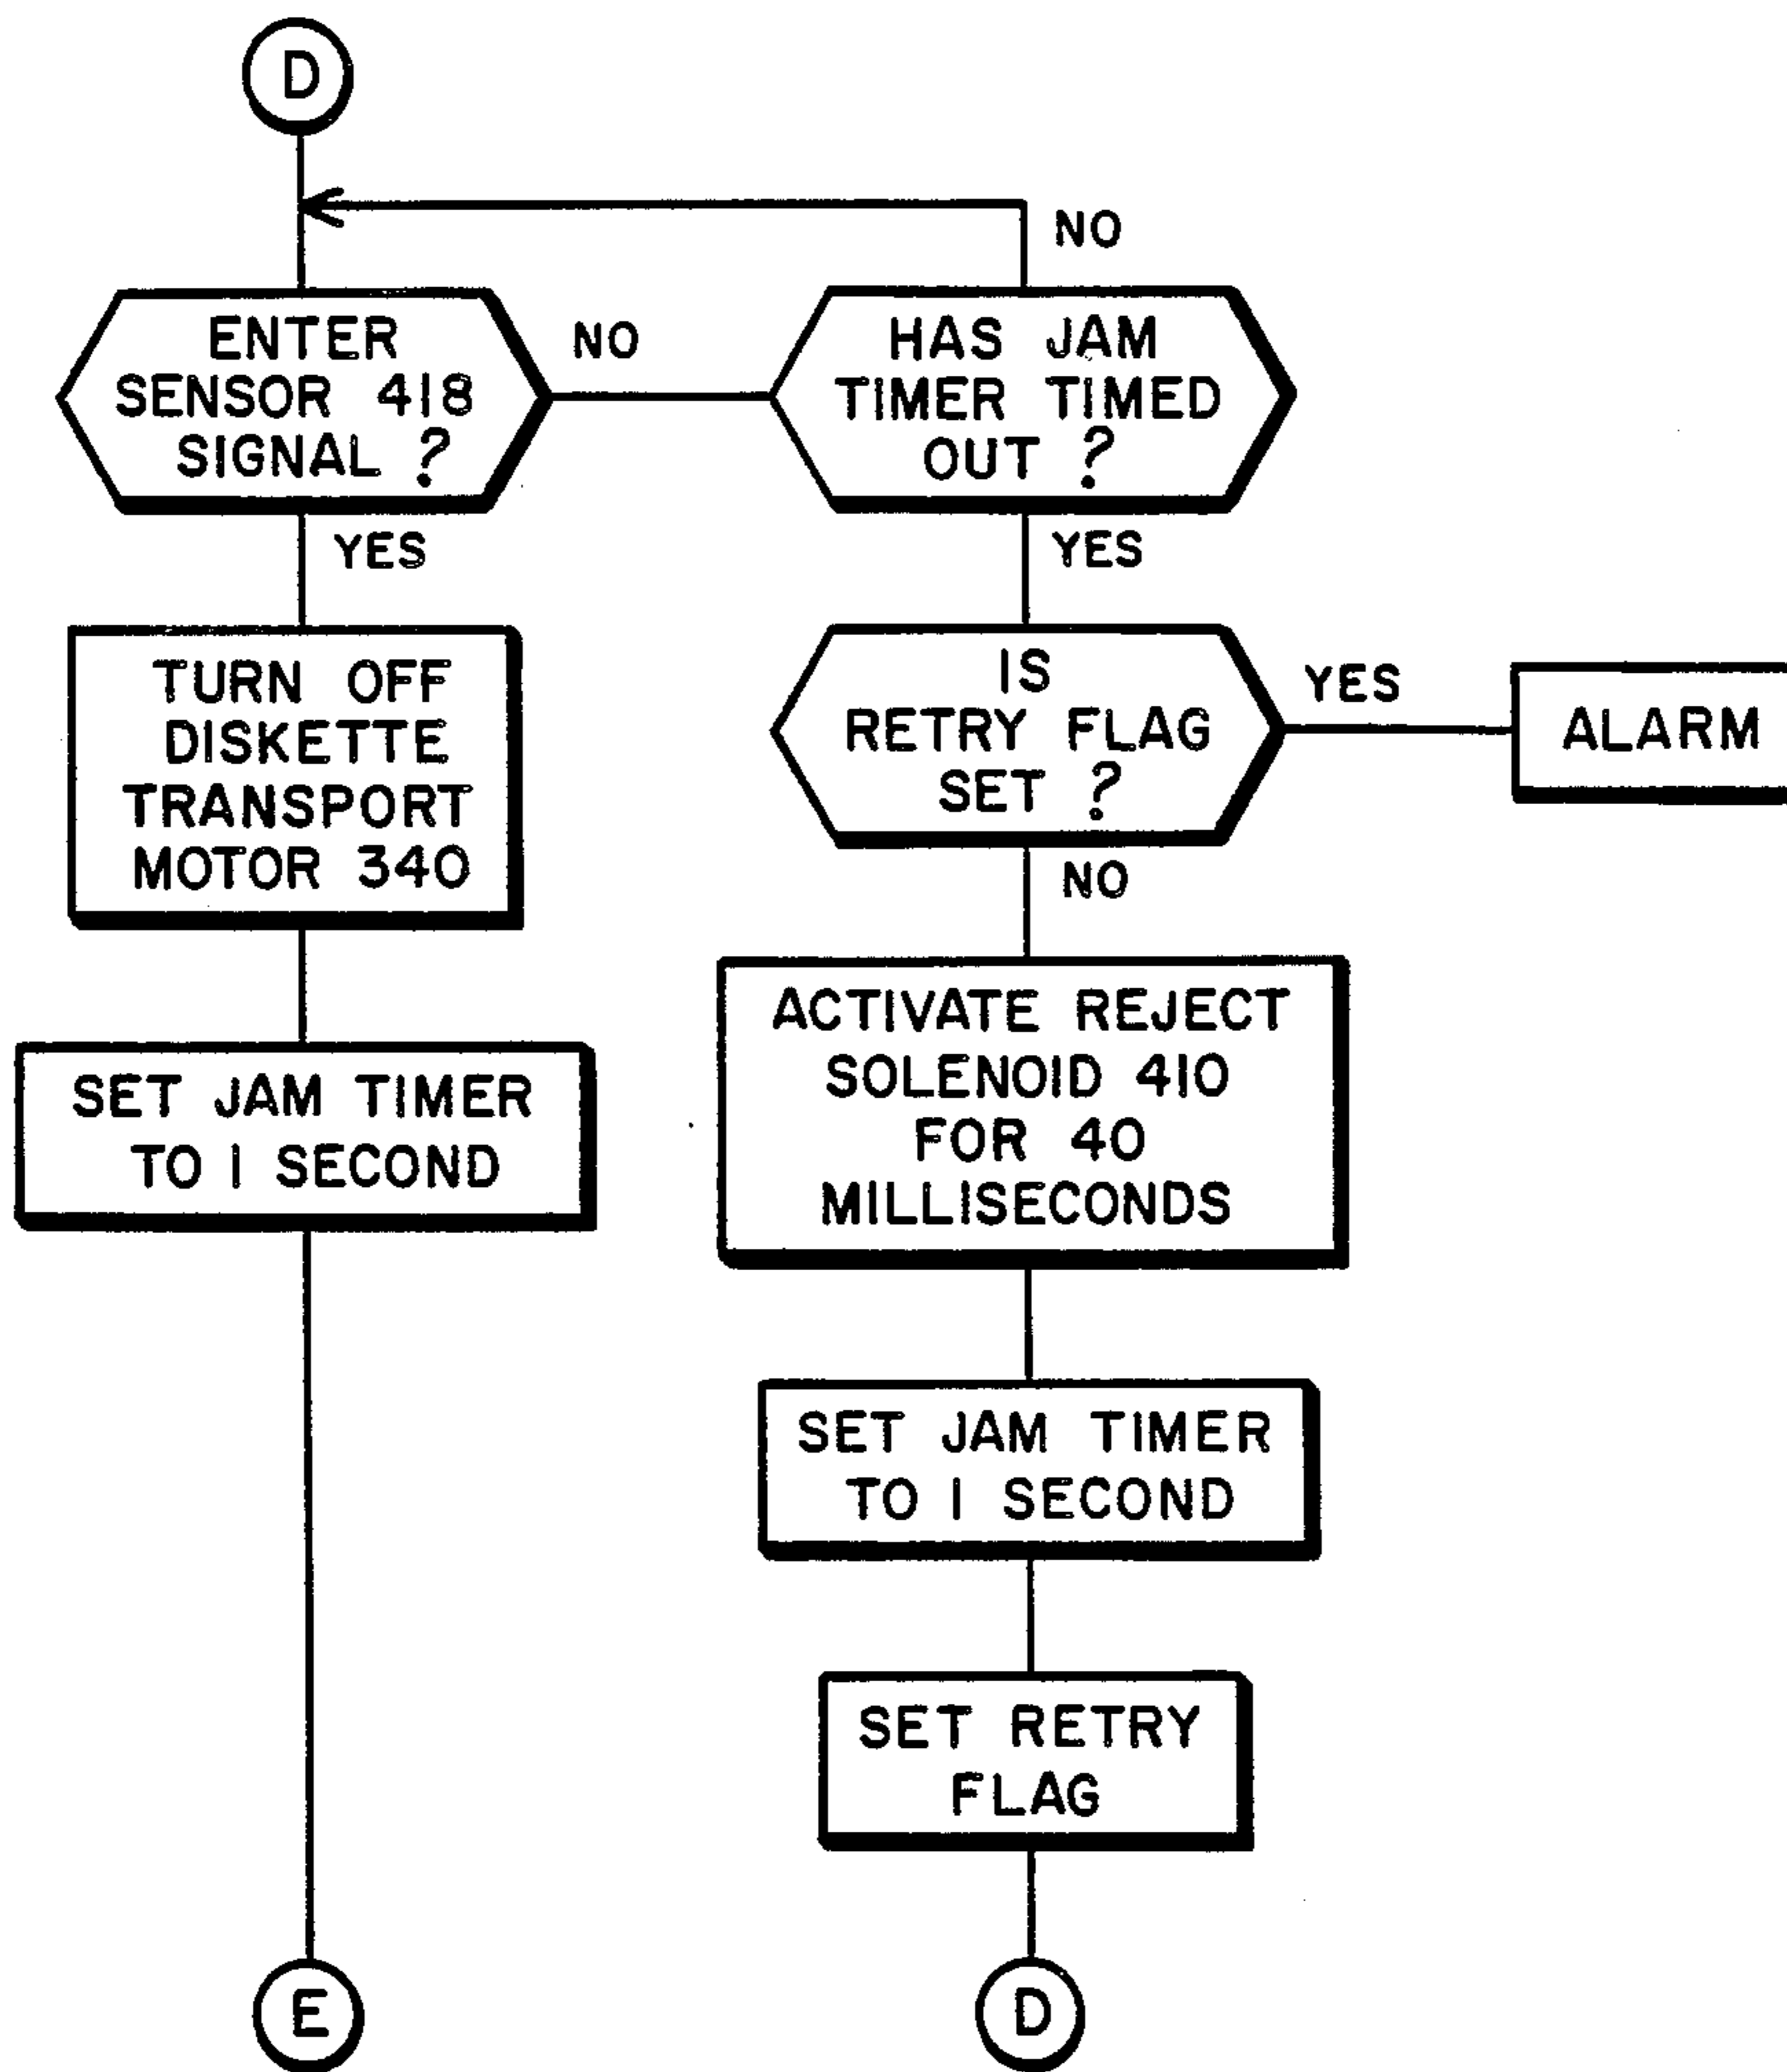 D
NO
ENTER
SENSOR 418
SIGNAL ?
NO
HAS JAM
TIMER TIMED
OUT ?
YES
YES
TURN OFF
DISKETTE
TRANSPORT
MOTOR 340
IS
RETRY FLAG
SET ?
YES
ALARM
NO
SET JAM TIMER
TO 1 SECOND
ACTIVATE REJECT
SOLENOID 410
FOR 40
MILLISECONDS
SET JAM TIMER
TO 1 SECOND
SET RETRY
FLAG
E
D